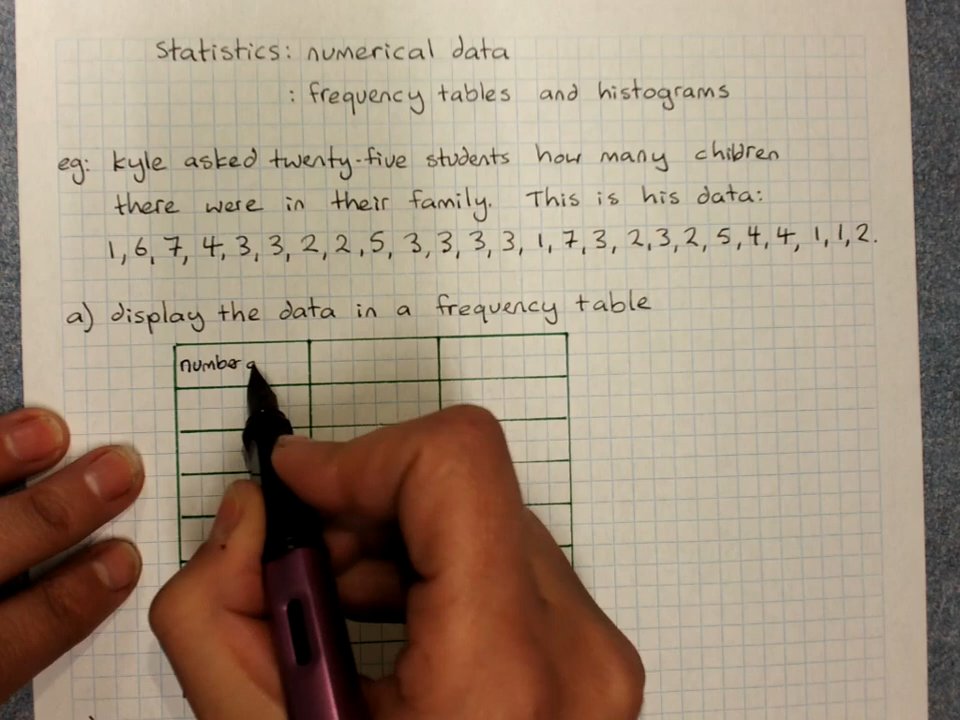 Statistics: numerical data
: frequency tables and histograms
eg: Kyle asked twenty-five students how many children
there were in their family. This is his data:
1, 6, 7, 4, 3, 3, 2, 2, 5, 3, 3, 3, 3, 1, 7, 3, 2, 3, 2, 5, 4, 4, 1, 1, 2.
a) display the data in a frequency table
number